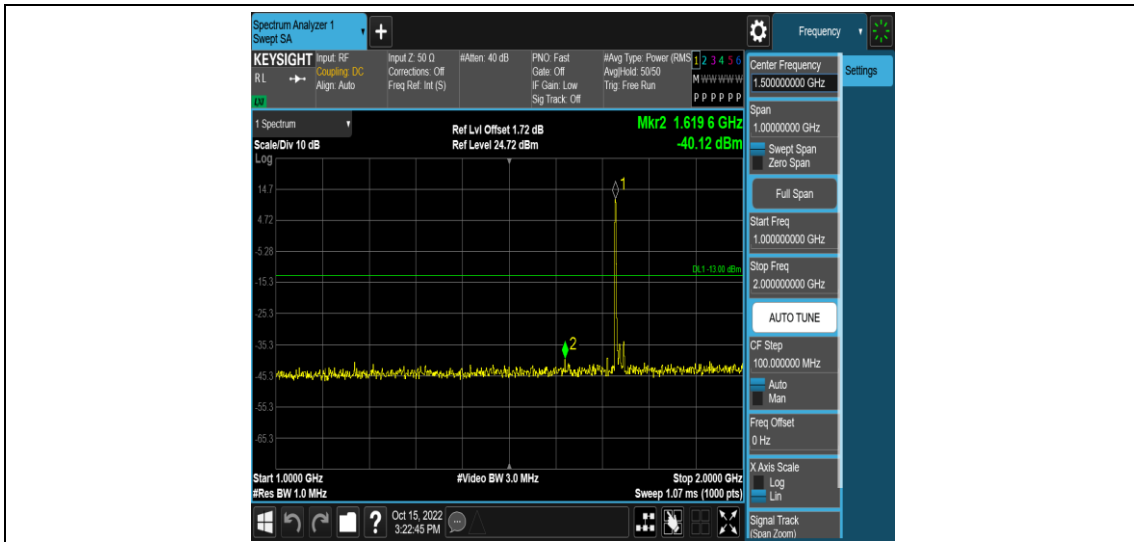 Spectrum Analyzer 1
Swept SA
+
Frequency
KEYSIGHT
RL
LM
Input: RF
Coupling: DC
Align: Auto
Input Z: 50 Ω
Corrections: Off
Freq Ref: Int (S)
#Atten: 40 dB
PNO: Fast
Gate: Off
IF Gain: Low
Sig Track: Off
#Avg Type: Power (RMS
Avg|Hold: 50/50
Trig: Free Run
1 2 3 4 5 6
M W W W W W
P P P P P P
1 Spectrum
Scale/Div 10 dB
Log
Ref Lvl Offset 1.72 dB
Ref Level 24.72 dBm
Mkr2 1.619 6 GHz
-40.12 dBm
14.7
4.72
-5.28
-15.3
-25.3
-35.3
-45.3
-55.3
-65.3
1
DL1 -13.00 dBm
2
Start 1.0000 GHz
#Res BW 1.0 MHz
#Video BW 3.0 MHz
Stop 2.0000 GHz
Sweep 1.07 ms (1000 pts)
?
Oct 15, 2022
3:22:45 PM
Center Frequency
1.500000000 GHz
Settings
Span
1.00000000 GHz
Swept Span
Zero Span
Full Span
Start Freq
1.000000000 GHz
Stop Freq
2.000000000 GHz
AUTO TUNE
CF Step
100.000000 MHz
Auto
Man
Freq Offset
0 Hz
X Axis Scale
Log
Lin
Signal Track
(Span Zoom)